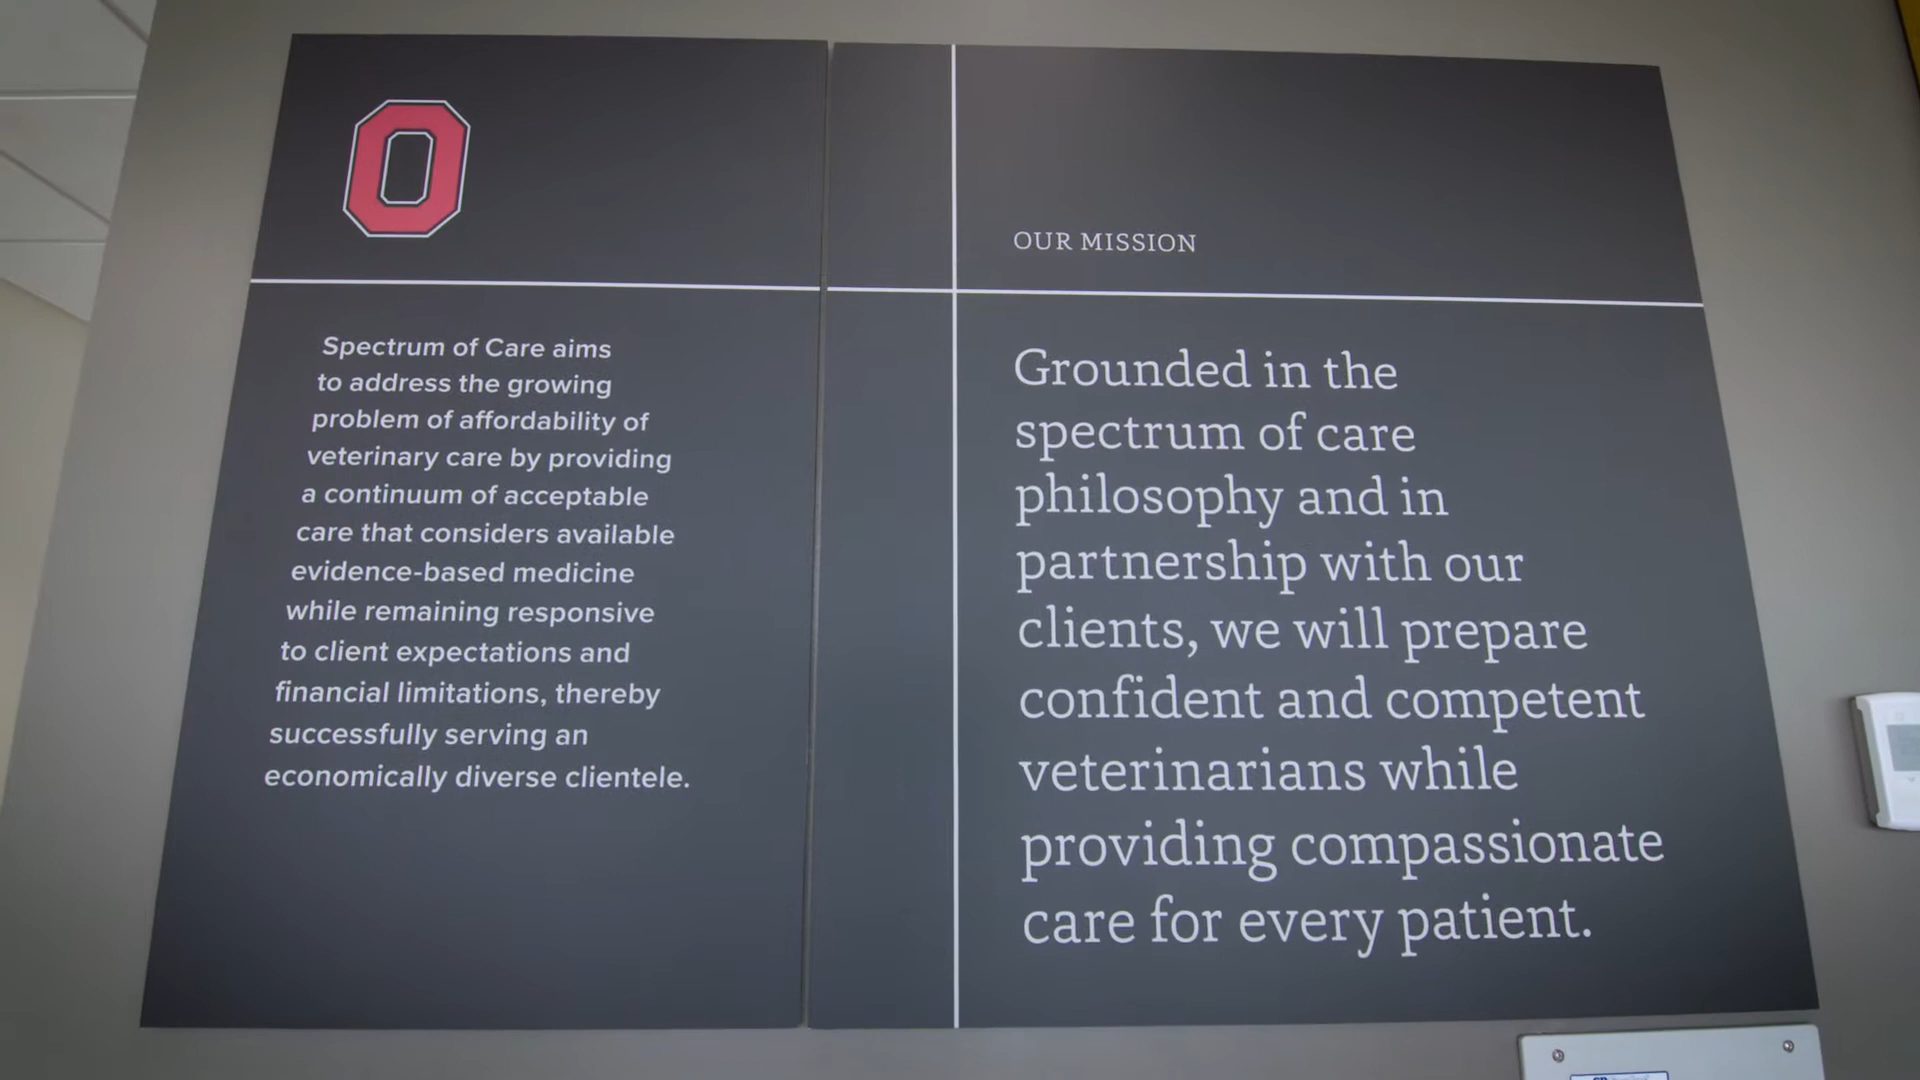 O
Spectrum of Care aims
to address the growing
problem of affordability of
veterinary care by providing
a continuum of acceptable
care that considers available
evidence-based medicine
while remaining responsive
to client expectations and
financial limitations, thereby
successfully serving an
economically diverse clientele.
OUR MISSION
Grounded in the
spectrum of care
philosophy and in
partnership with our
clients, we will prepare
confident and competent
veterinarians while
providing compassionate
care for every patient.